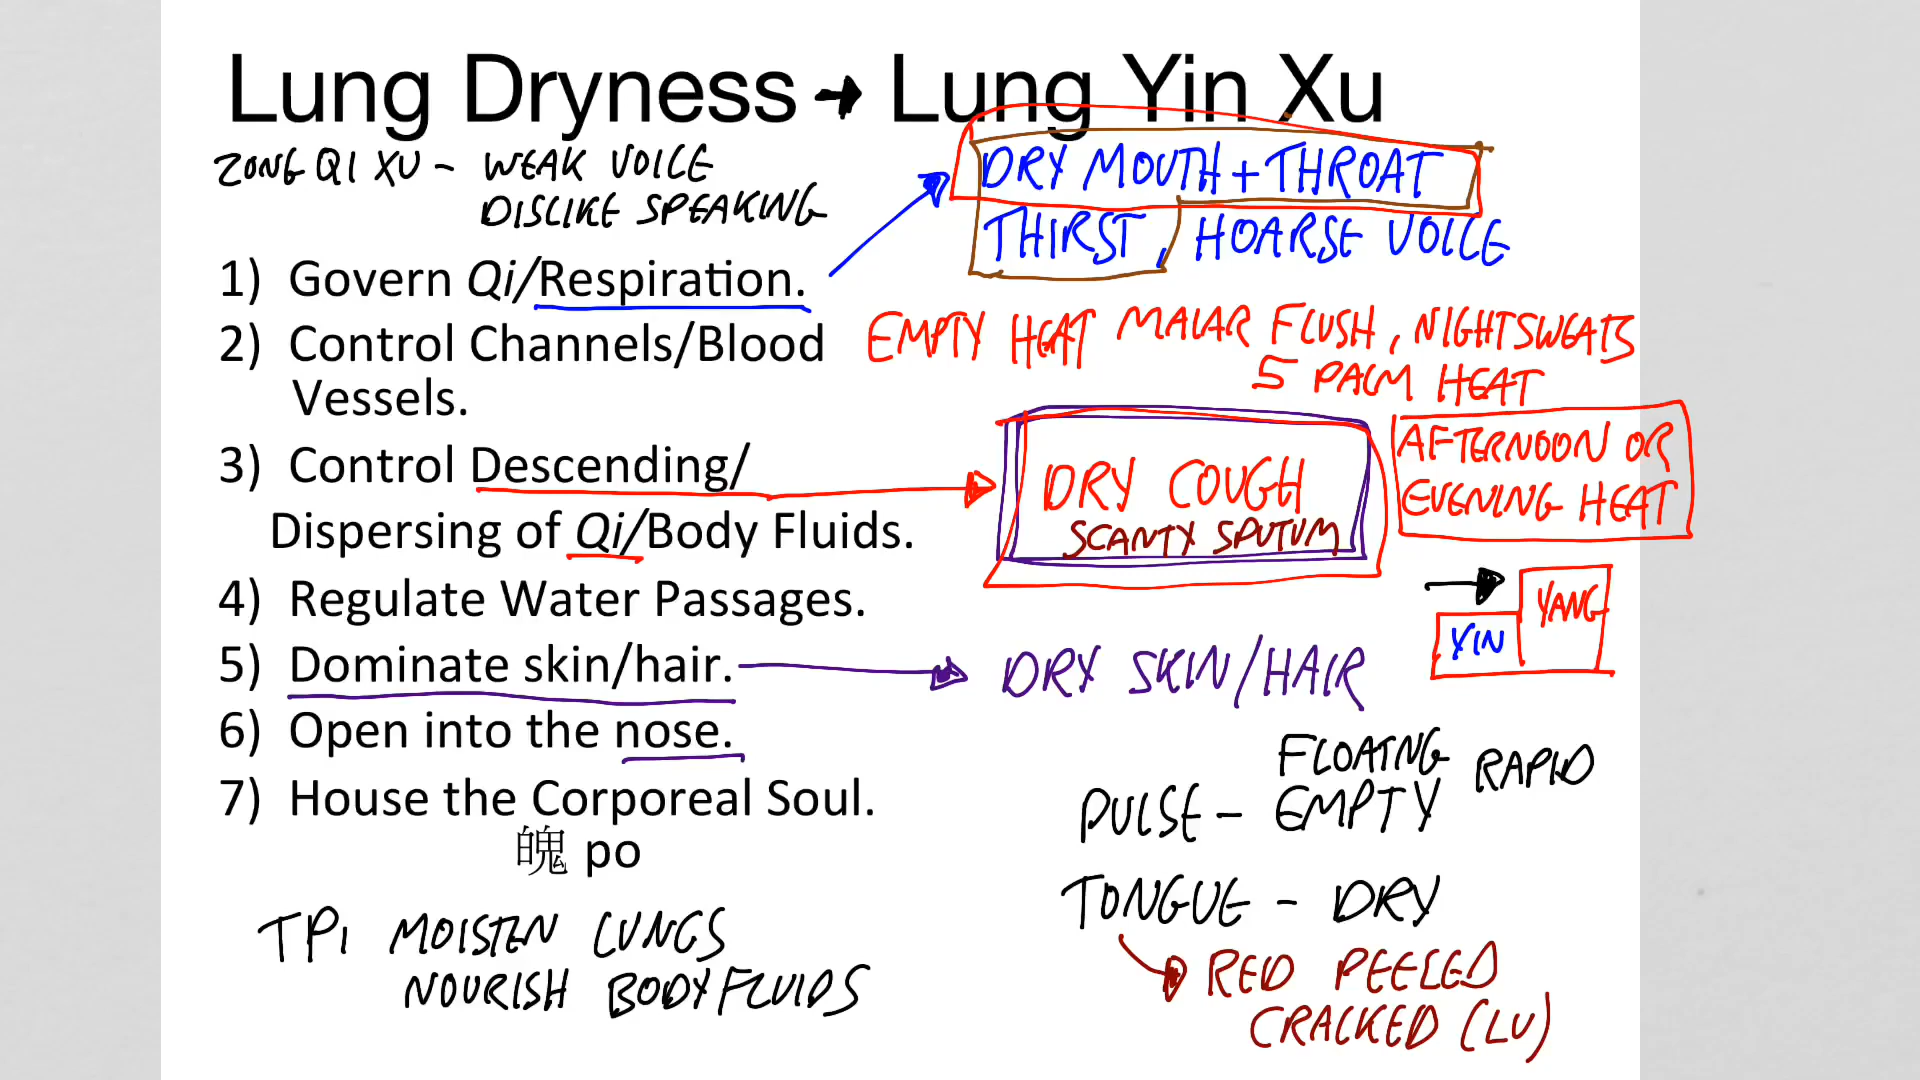 Lung Dryness → Lung Yin Xu
ZONG QI XU - WEAK VOICE
DISLIKE SPEAKING
DRY MOUTH + THROAT
THIRST, HOARSE VOICE
1) Govern Qi/Respiration.
2) Control Channels/Blood
Vessels.
EMPTY HEAT MALAR FLUSH, NIGHTSWEATS
5 PALM HEAT
3) Control Descending/
Dispersing of Qi/Body Fluids.
DRY COUGH
SCANTY SPUTUM
AFTERNOON OR
EVENING HEAT
4) Regulate Water Passages.
YIN YANG
5) Dominate skin/hair.
DRY SKIN/HAIR
6) Open into the nose.
7) House the Corporeal Soul.
魄 po
PULSE - FLOATNG RAPID
EMPTY
TONGUE - DRY
RED PEELED
CRACKED (LU)
TP: MOISTEN LUNGS
NOURISH BODY FLUIDS